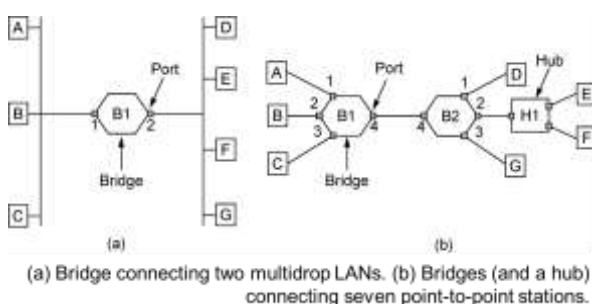 A
B
C
1
B1
2
Port
Bridge
D
E
F
G
(a)
A
B
C
1
2
3
B1
4
Port
Bridge
4
B2
1
2
3
D
G
Hub
H1
E
F
(b)
(a) Bridge connecting two multidrop LANs. (b) Bridges (and a hub)
connecting seven point-to-point stations.